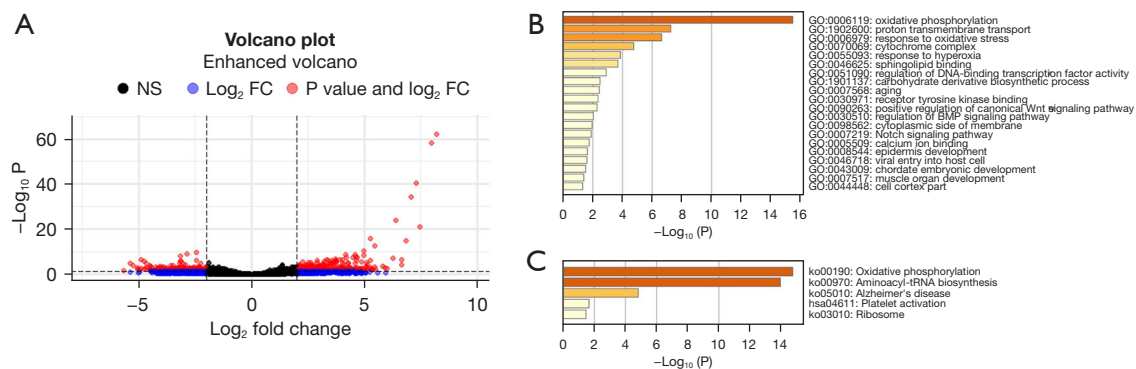 A
Volcano plot
Enhanced volcano
NS
Log2 FC
P value and log2 FC
60
40
20
0
−Log10 P
−5
0
5
10
Log2 fold change
B
GO:0006119: oxidative phosphorylation
GO:1902600: proton transmembrane transport
GO:0006979: response to oxidative stress
GO:0070069: cytochrome complex
GO:0055093: response to hyperoxia
GO:0046625: sphingolipid binding
GO:0051090: regulation of DNA-binding transcription factor activity
GO:1901137: carbohydrate derivative biosynthetic process
GO:0007568: aging
GO:0030971: receptor tyrosine kinase binding
GO:0090263: positive regulation of canonical Wnt signaling pathway
GO:0030510: regulation of BMP signaling pathway
GO:0098562: cytoplasmic side of membrane
GO:0007219: Notch signaling pathway
GO:0005509: calcium ion binding
GO:0008544: epidermis development
GO:0046718: viral entry into host cell
GO:0043009: chordate embryonic development
GO:0007517: muscle organ development
GO:0044448: cell cortex part
0 2 4 6 8 10 12 14 16
−Log10 (P)
C
ko00190: Oxidative phosphorylation
ko00970: Aminoacyl-tRNA biosynthesis
ko05010: Alzheimer's disease
hsa04611: Platelet activation
ko03010: Ribosome
0 2 4 6 8 10 12 14
−Log10 (P)